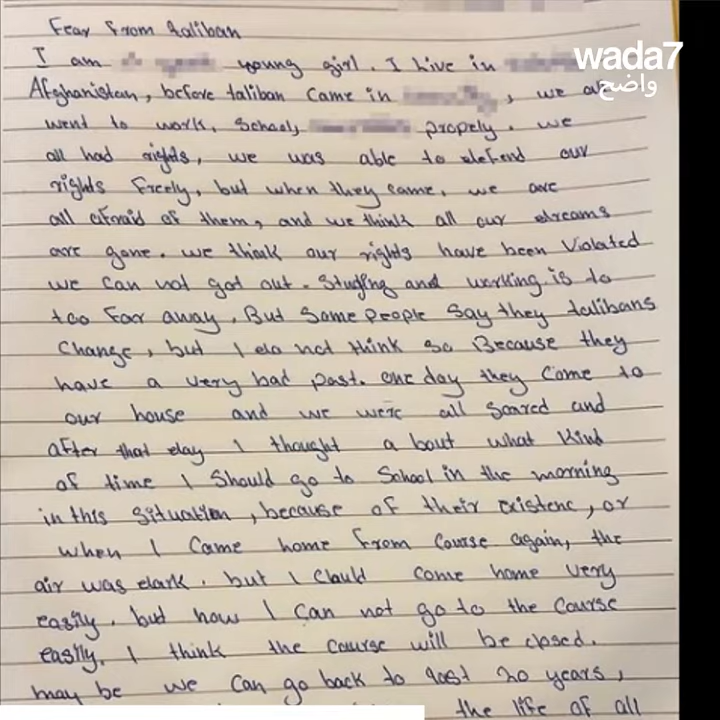 Fear from taliban
I am young girl. I live in
wada7
واضح
Afghanistan, before taliban came in , we all
went to work, School, propely. we
all had rights, we was able to defend our
rights freely, but when they came. we are
all afraid of them, and we think all our dreams
are gone. we think our rights have been Violated
we can not got out. Studing and working is to
too far away. But Some people say they talibans
change, but I do not think so Because they
have a very bad past. one day they come to
our house and we were all Scared and
after that day I thought a bout what kind
of time I Should go to School in the morning
in this Situation, because of their existenc, or
when I came home from course again, the
air was dark. but I Could come home very
easily. but now I can not go to the course
easily. I think the course will be closed.
may be we can go back to last 20 years,
the life of all